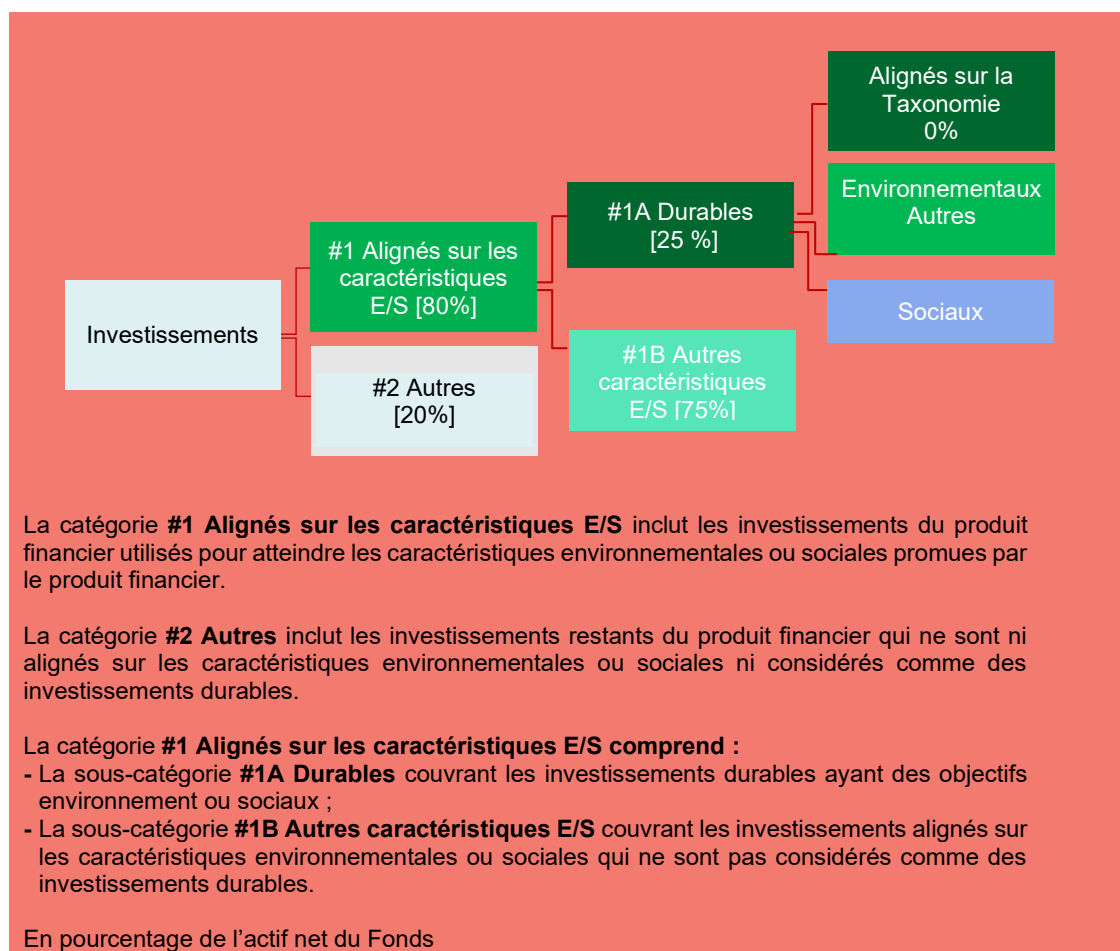 Investissements
#1 Alignés sur les
caractéristiques
E/S [80%]
#2 Autres
[20%]
#1A Durables
[25 %]
#1B Autres
caractéristiques
E/S [75%]
Alignés sur la
Taxonomie
0%
Environnementaux
Autres
Sociaux
La catégorie #1 Alignés sur les caractéristiques E/S inclut les investissements du produit
financier utilisés pour atteindre les caractéristiques environnementales ou sociales promues par
le produit financier.
La catégorie #2 Autres inclut les investissements restants du produit financier qui ne sont ni
alignés sur les caractéristiques environnementales ou sociales ni considérés comme des
investissements durables.
La catégorie #1 Alignés sur les caractéristiques E/S comprend :
- La sous-catégorie #1A Durables couvrant les investissements durables ayant des objectifs
environnement ou sociaux ;
- La sous-catégorie #1B Autres caractéristiques E/S couvrant les investissements alignés sur
les caractéristiques environnementales ou sociales qui ne sont pas considérés comme des
investissements durables.
En pourcentage de l’actif net du Fonds